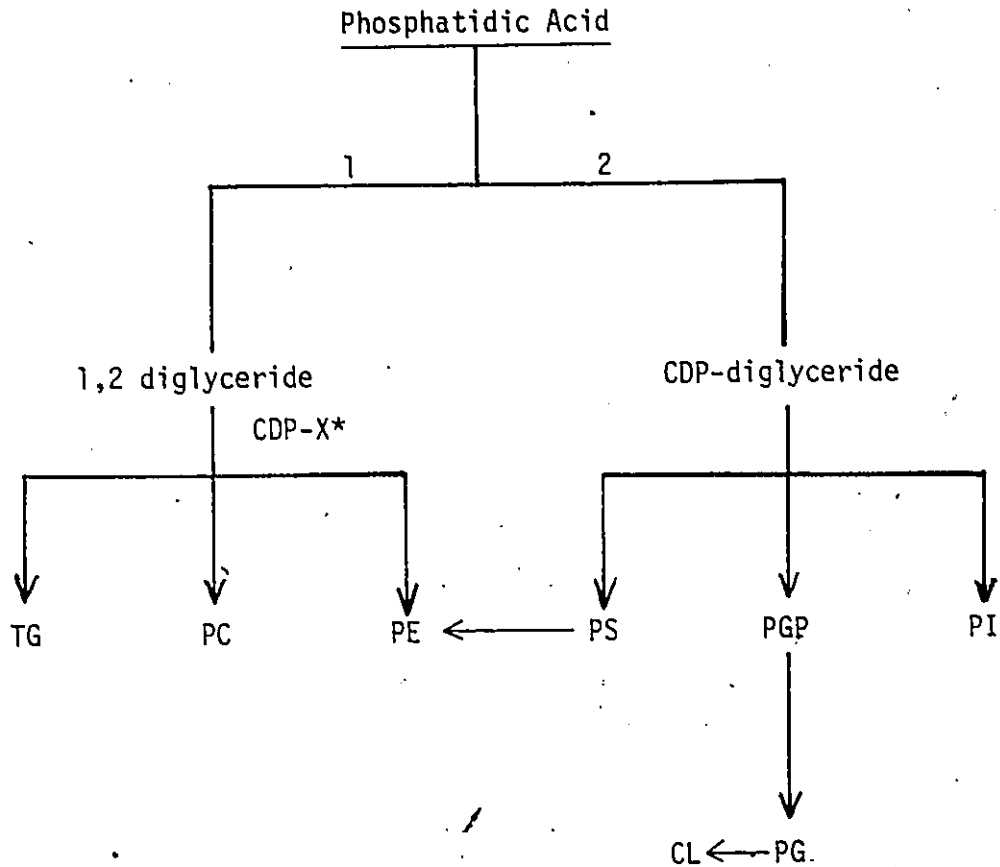 Phosphatidic Acid
1 2
1,2 diglyceride CDP-diglyceride
CDP-X*
TG PC PE ← PS PGP PI
CL ← PG